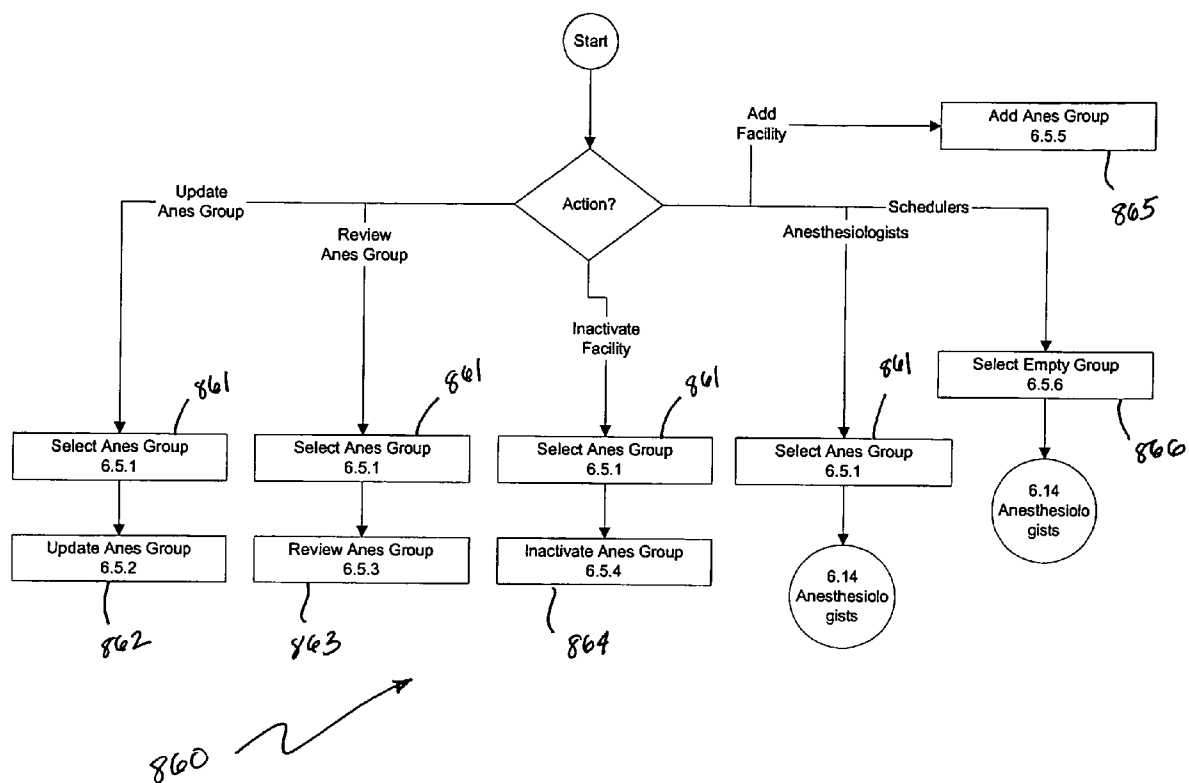 Start
Add
Facility
Add Anes Group
6.5.5
865
Update
Anes Group
Action?
Schedulers
Review
Anes Group
Anesthesiologists
Inactivate
Facility
Select Empty Group
6.5.6
866
861
Select Anes Group
6.5.1
861
Select Anes Group
6.5.1
861
Select Anes Group
6.5.1
861
Select Anes Group
6.5.1
6.14
Anesthesiolo
gists
Update Anes Group
6.5.2
862
Review Anes Group
6.5.3
863
Inactivate Anes Group
6.5.4
864
6.14
Anesthesiolo
gists
860